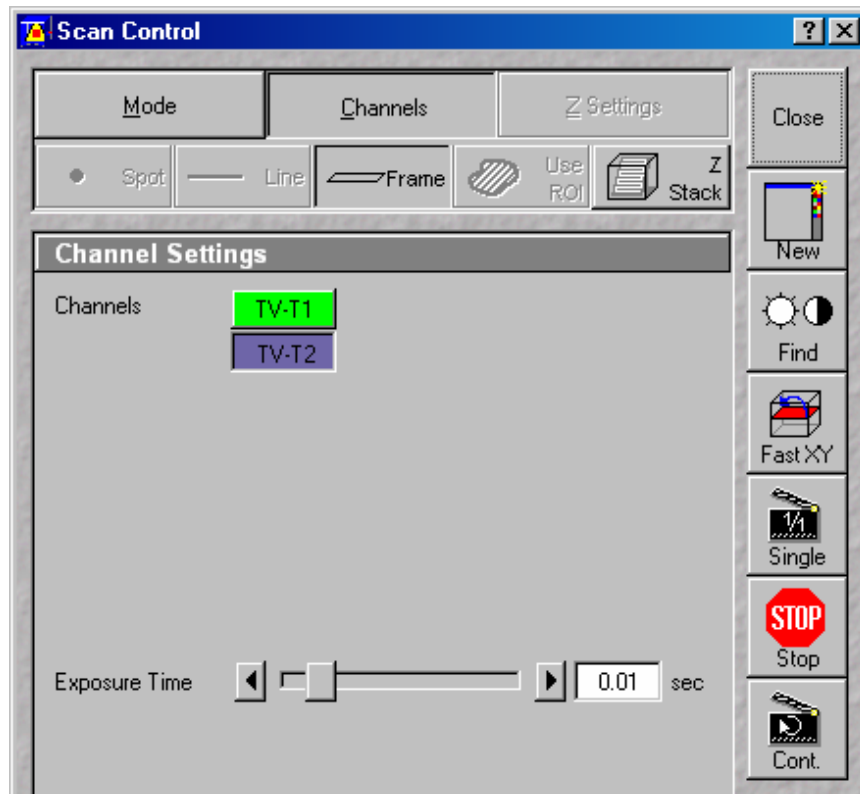 Scan Control
Mode Channels Z Settings
Spot Line Frame Use ROI Z Stack
Channel Settings
Channels TV-T1
TV-T2
Exposure Time 0.01 sec
Close
New
Find
Fast XY
1/1
Single
STOP
Stop
Cont.